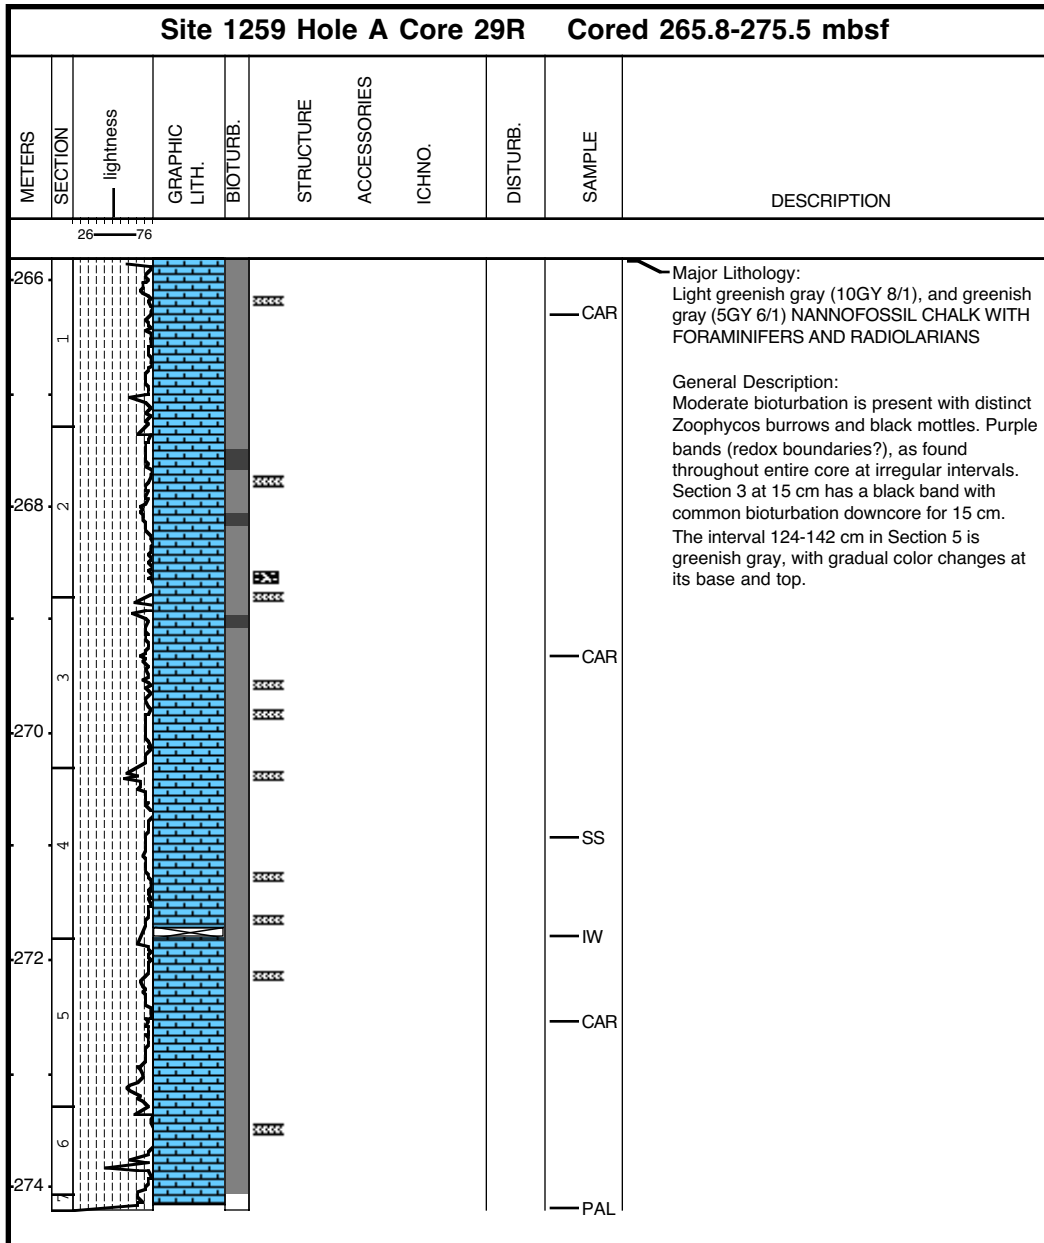 Site 1259 Hole A Core 29R Cored 265.8-275.5 mbsf
METERS
SECTION
lightness
GRAPHIC
LITH.
BIOTURB.
STRUCTURE
ACCESSORIES
ICHNO.
DISTURB.
SAMPLE
DESCRIPTION
26 76
266
268
270
272
274
1
2
3
4
5
6
7
CAR
CAR
SS
IW
CAR
PAL
Major Lithology:
Light greenish gray (10GY 8/1), and greenish
gray (5GY 6/1) NANNOFOSSIL CHALK WITH
FORAMINIFERS AND RADIOLARIANS
General Description:
Moderate bioturbation is present with distinct
Zoophycos burrows and black mottles. Purple
bands (redox boundaries?), as found
throughout entire core at irregular intervals.
Section 3 at 15 cm has a black band with
common bioturbation downcore for 15 cm.
The interval 124-142 cm in Section 5 is
greenish gray, with gradual color changes at
its base and top.